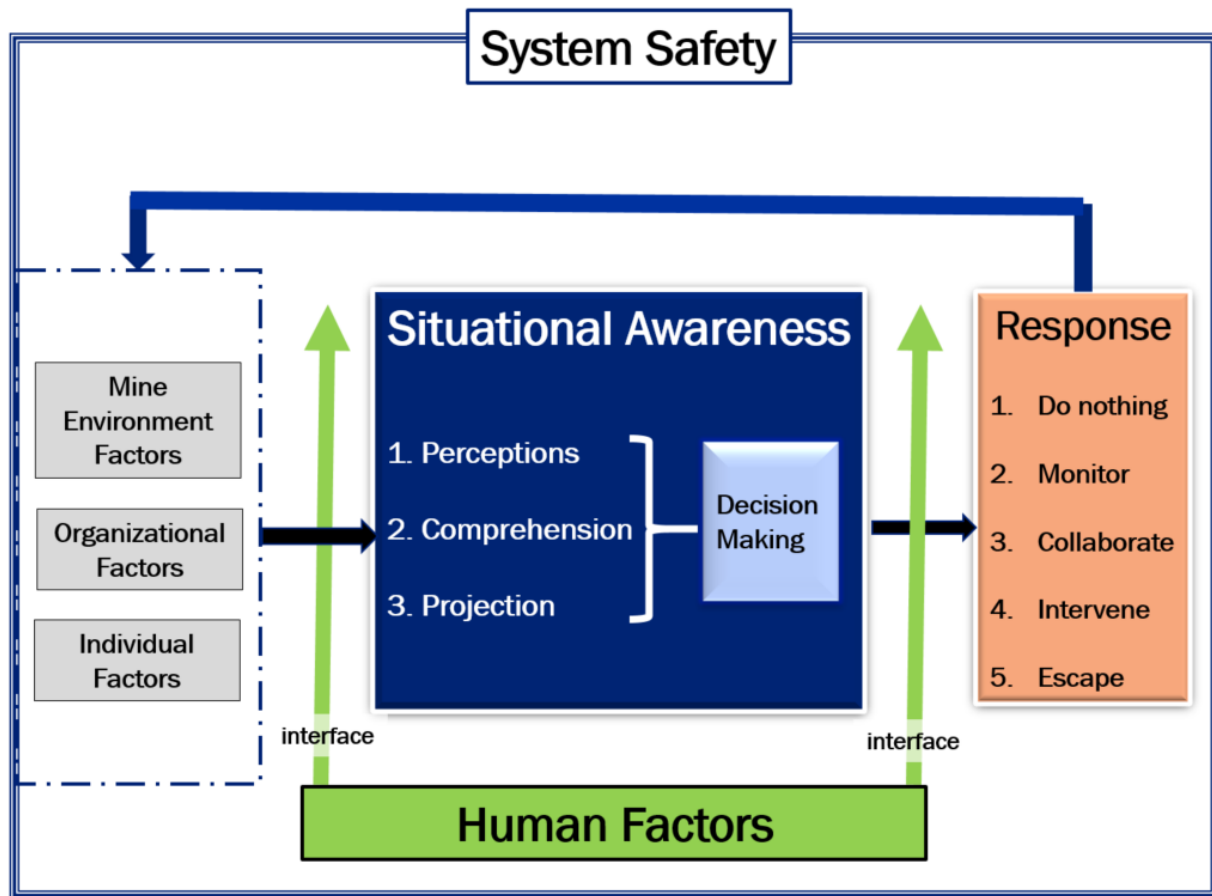 System Safety
Mine
Environment
Factors
Organizational
Factors
Individual
Factors
interface
Situational Awareness
1. Perceptions
2. Comprehension
3. Projection
Decision
Making
interface
Response
1. Do nothing
2. Monitor
3. Collaborate
4. Intervene
5. Escape
Human Factors